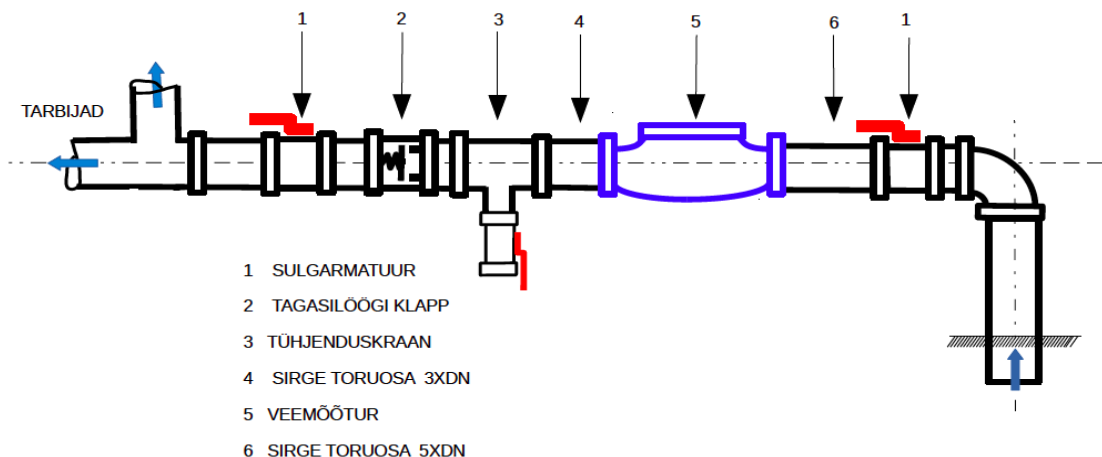 1 2 3 4 5 6 1
TARBIJAD
1 SULGARMATUUR
2 TAGASILÖÖGI KLAPP
3 TÜHJENDUSKRAAN
4 SIRGE TORUOSA 3XDN
5 VEEMÕÕTUR
6 SIRGE TORUOSA 5XDN